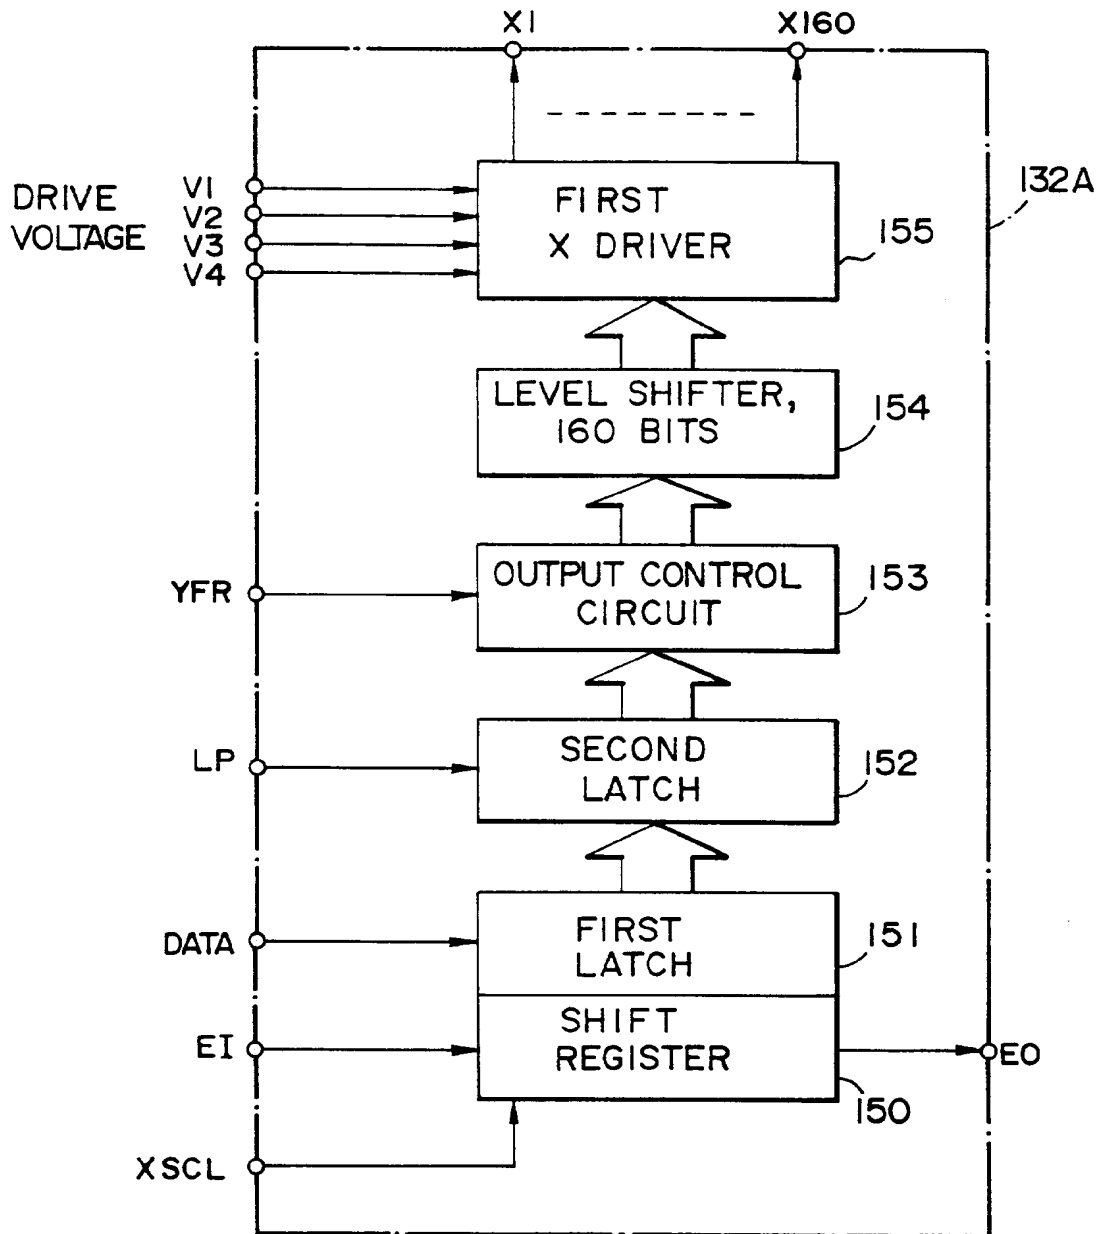 X1
X160
132A
DRIVE
VOLTAGE
V1
V2
V3
V4
FIRST
X DRIVER
155
LEVEL SHIFTER,
160 BITS
154
YFR
OUTPUT CONTROL
CIRCUIT
153
LP
SECOND
LATCH
152
DATA
FIRST
LATCH
151
EI
SHIFT
REGISTER
EO
150
XSCL